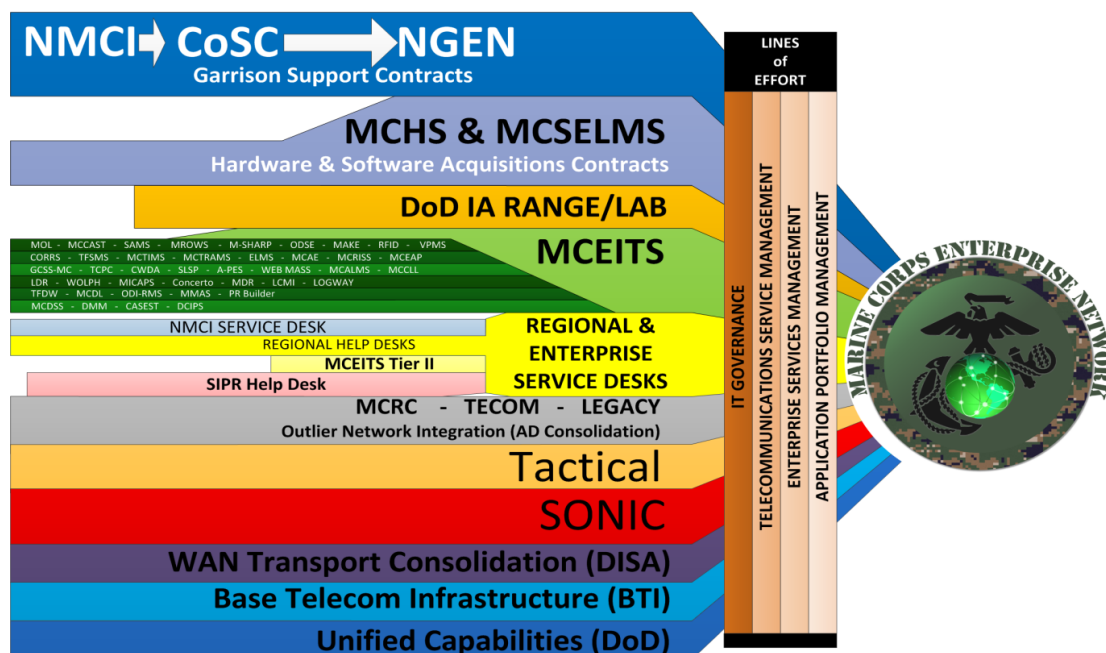 NMCI CoSC NGEN
Garrison Support Contracts
MCHS & MCSELMS
Hardware & Software Acquisitions Contracts
DoD IA RANGE/LAB
MCEITS
MOL - MCCAST - SAMS - MROWS - M-SHARP - ODSE - MAKE - RFID - VPMS
CORRS - TFSMS - MCTIMS - MCTRAMS - ELMS - MCAE - MCRISS - MCEAP
GCSS-MC - TCPC - CWDA - SLSP - A-PES - WEB MASS - MCALMS - MCCLL
LDR - WOLPH - MICAPS - Concerto - MDR - LCMI - LOGWAY
TFDW - MCDL - ODI-RMS - MMAS - PR Builder
MCDSS - DMM - CASEST - DCIPS
NMCI SERVICE DESK
REGIONAL HELP DESKS
MCEITS Tier II
SIPR Help Desk
REGIONAL &
ENTERPRISE
SERVICE DESKS
MCRC - TECOM - LEGACY
Outlier Network Integration (AD Consolidation)
Tactical
SONIC
WAN Transport Consolidation (DISA)
Base Telecom Infrastructure (BTI)
Unified Capabilities (DoD)
LINES
of
EFFORT
IT GOVERNANCE
TELECOMMUNICATIONS SERVICE MANAGEMENT
ENTERPRISE SERVICES MANAGEMENT
APPLICATION PORTFOLIO MANAGEMENT
MARINE CORPS ENTERPRISE NETWORK